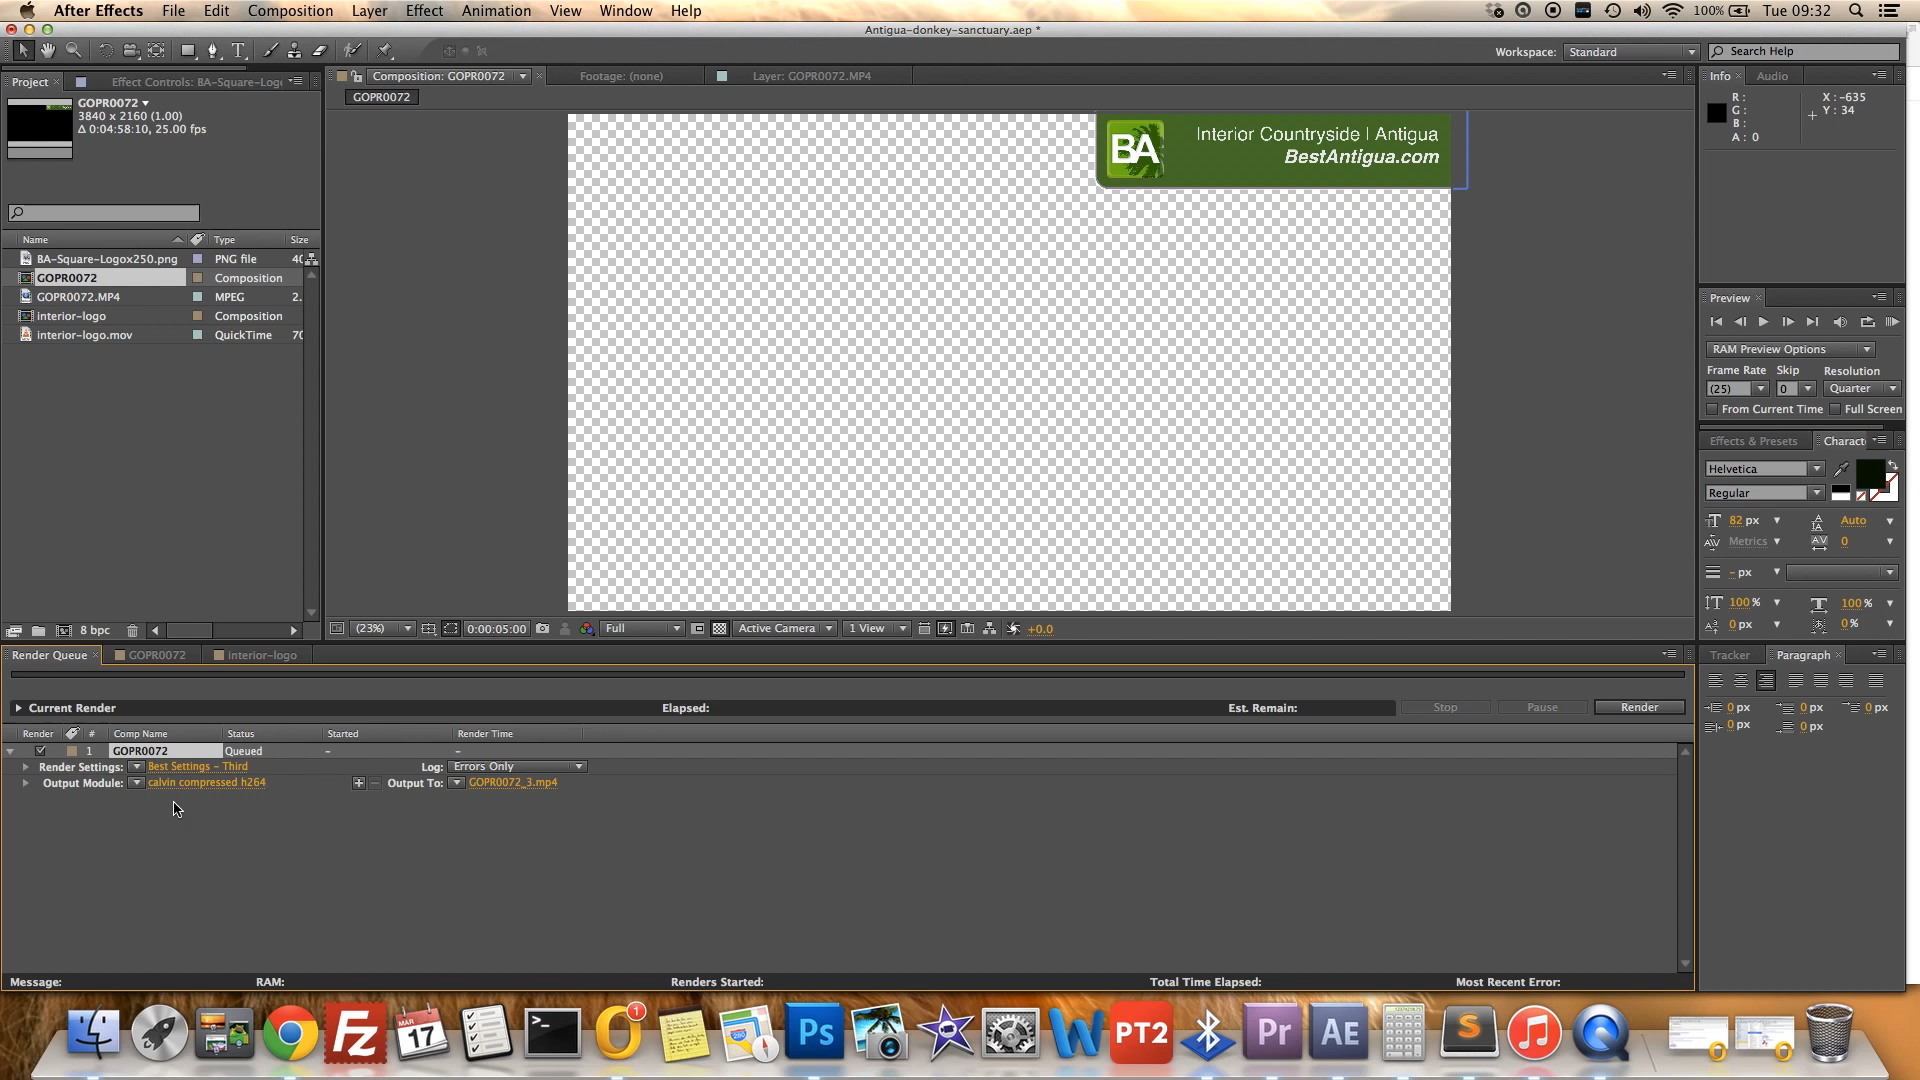 After Effects File Edit Composition Layer Effect Animation View Window Help
100% Tue 09:32
Antigua-donkey-sanctuary.aep *
Workspace: Standard
Search Help
Project
Effect Controls: BA-Square-Logo
Composition: GOPR0072
Footage: (none)
Layer: GOPR0072.MP4
Info
Audio
GOPR0072
3840 x 2160 (1.00)
Δ 0:04:58:10, 25.00 fps
GOPR0072
R :
G :
B :
A : 0
X : -635
Y : 34
BA
Interior Countryside | Antigua
BestAntigua.com
Name Type Size
BA-Square-Logox250.png PNG file 40
GOPR0072 Composition
GOPR0072.MP4 MPEG 2.
interior-logo Composition
interior-logo.mov QuickTime 70
Preview
RAM Preview Options
Frame Rate Skip Resolution
(25) 0 Quarter
From Current Time Full Screen
Effects & Presets Charact
Helvetica
Regular
82 px Auto
Metrics 0
- px
100 % 100 %
0 px 0 %
8 bpc
(23%) 0:00:05:00 Full Active Camera 1 View +0.0
Render Queue GOPR0072 interior-logo
Tracker Paragraph
0 px 0 px 0 px
0 px 0 px
Current Render Elapsed: Est. Remain: Stop Pause Render
Render # Comp Name Status Started Render Time
1 GOPR0072 Queued - -
Render Settings: Best Settings - Third Log: Errors Only
Output Module: calvin compressed h264 + Output To: GOPR0072_3.mp4
Message: RAM: Renders Started: Total Time Elapsed: Most Recent Error:
Fz
MAR
17
1
Ps
W
PT2
Pr
AE
S